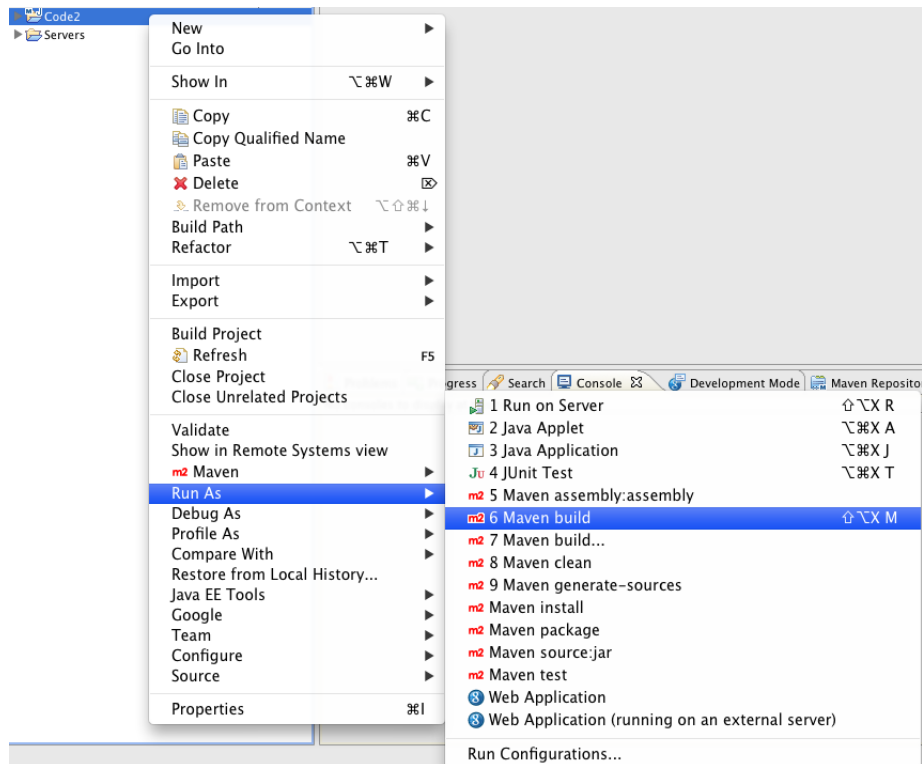 Code2
Servers
New
Go Into
Show In ⌥⌘W
Copy ⌘C
Copy Qualified Name
Paste ⌘V
Delete ⌦
Remove from Context ⌥⇧⌘↓
Build Path
Refactor ⌥⌘T
Import
Export
Build Project
Refresh F5
Close Project
Close Unrelated Projects
Validate
Show in Remote Systems view
m2 Maven
Run As
Debug As
Profile As
Compare With
Restore from Local History...
Java EE Tools
Google
Team
Configure
Source
Properties ⌘I
gress Search Console Development Mode Maven Reposito
1 Run on Server ⇧⌥X R
2 Java Applet ⌥⌘X A
3 Java Application ⌥⌘X J
Ju 4 JUnit Test ⌥⌘X T
m2 5 Maven assembly:assembly
m2 6 Maven build ⇧⌥X M
m2 7 Maven build...
m2 8 Maven clean
m2 9 Maven generate-sources
m2 Maven install
m2 Maven package
m2 Maven source:jar
m2 Maven test
Web Application
Web Application (running on an external server)
Run Configurations...